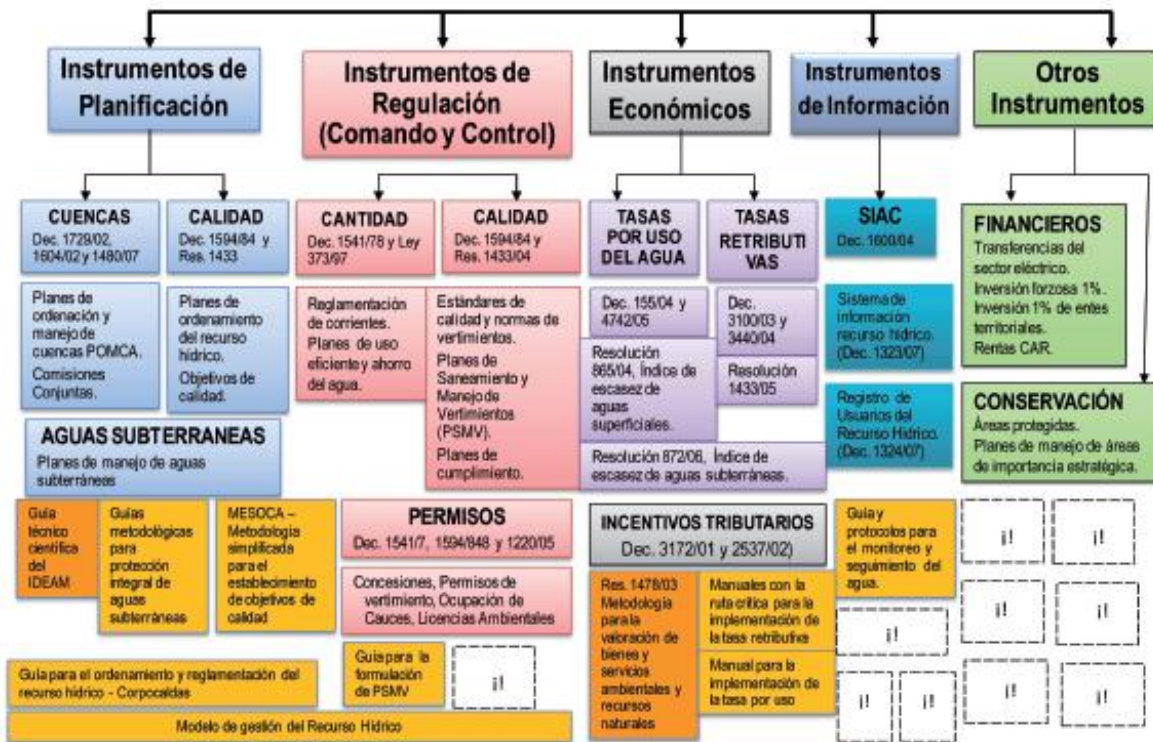 Instrumentos de
Planificación
Instrumentos de
Regulación
(Comando y Control)
Instrumentos
Económicos
Instrumentos
de Información
Otros
Instrumentos
CUENCAS
Dec. 1729/02,
1604/02 y 1480/07
CALIDAD
Dec. 1594/84 y
Res. 1433
CANTIDAD
Dec. 1541/78 y Ley
373/97
CALIDAD
Dec. 1594/84 y
Res. 1433/04
TASAS
POR USO
DEL AGUA
TASAS
RETRIBUTI
VAS
SIAC
Dec. 1600/04
FINANCIEROS
Transferencias del
sector eléctrico.
Inversión forzosa 1%.
Inversión 1% de entes
territoriales.
Rentas CAR.
Planes de
ordenación y
manejo de
cuencas POMCA.
Comisiones
Conjuntas.
Planes de
ordenamiento
del recurso
hídrico.
Objetivos de
calidad.
Reglamentación
de corrientes.
Planes de uso
eficiente y ahorro
del agua.
Estándares de
calidad y normas de
vertimientos.
Planes de
Saneamiento y
Manejo de
Vertimientos
(PSMV).
Planes de
cumplimiento.
Dec. 155/04 y
4742/05
Resolución
865/04, Índice de
escasez de
aguas
superficiales.
Dec.
3100/03 y
3440/04
Resolución
1433/05
Resolución 872/06, Índice de
escasez de aguas subterráneas.
Sistema de
información
recurso hídrico.
(Dec. 1323/07)
Registro de
Usuarios del
Recurso Hídrico.
(Dec. 1324/07)
CONSERVACIÓN
Áreas protegidas.
Planes de manejo de áreas
de importancia estratégica.
AGUAS SUBTERRANEAS
Planes de manejo de aguas
subterráneas
Guía
técnico
científica
del
IDEAM
Guías
metodológicas
para
protección
integral de
aguas
subterráneas
MESOCA –
Metodología
simplificada
para el
establecimiento
de objetivos de
calidad
PERMISOS
Dec. 1541/7, 1594/848 y 1220/05
Concesiones, Permisos de
vertimiento, Ocupación de
Cauces, Licencias Ambientales
INCENTIVOS TRIBUTARIOS
Dec. 3172/01 y 2537/02)
Res. 1478/03
Metodología
para la
valoración de
bienes y
servicios
ambientales y
recursos
naturales
Manuales con la
ruta crítica para la
implementación de
la tasa retributiva
Manual para la
implementación de
la tasa por uso
Guía y
protocolos para
el monitoreo y
seguimiento del
agua.
¡!
¡!
¡!
¡!
¡!
¡!
¡!
¡!
¡!
Guía para el ordenamiento y reglamentación del
recurso hídrico - Corpocaldas
Guía para la
formulación
de PSMV
¡!
Modelo de gestión del Recurso Hídrico